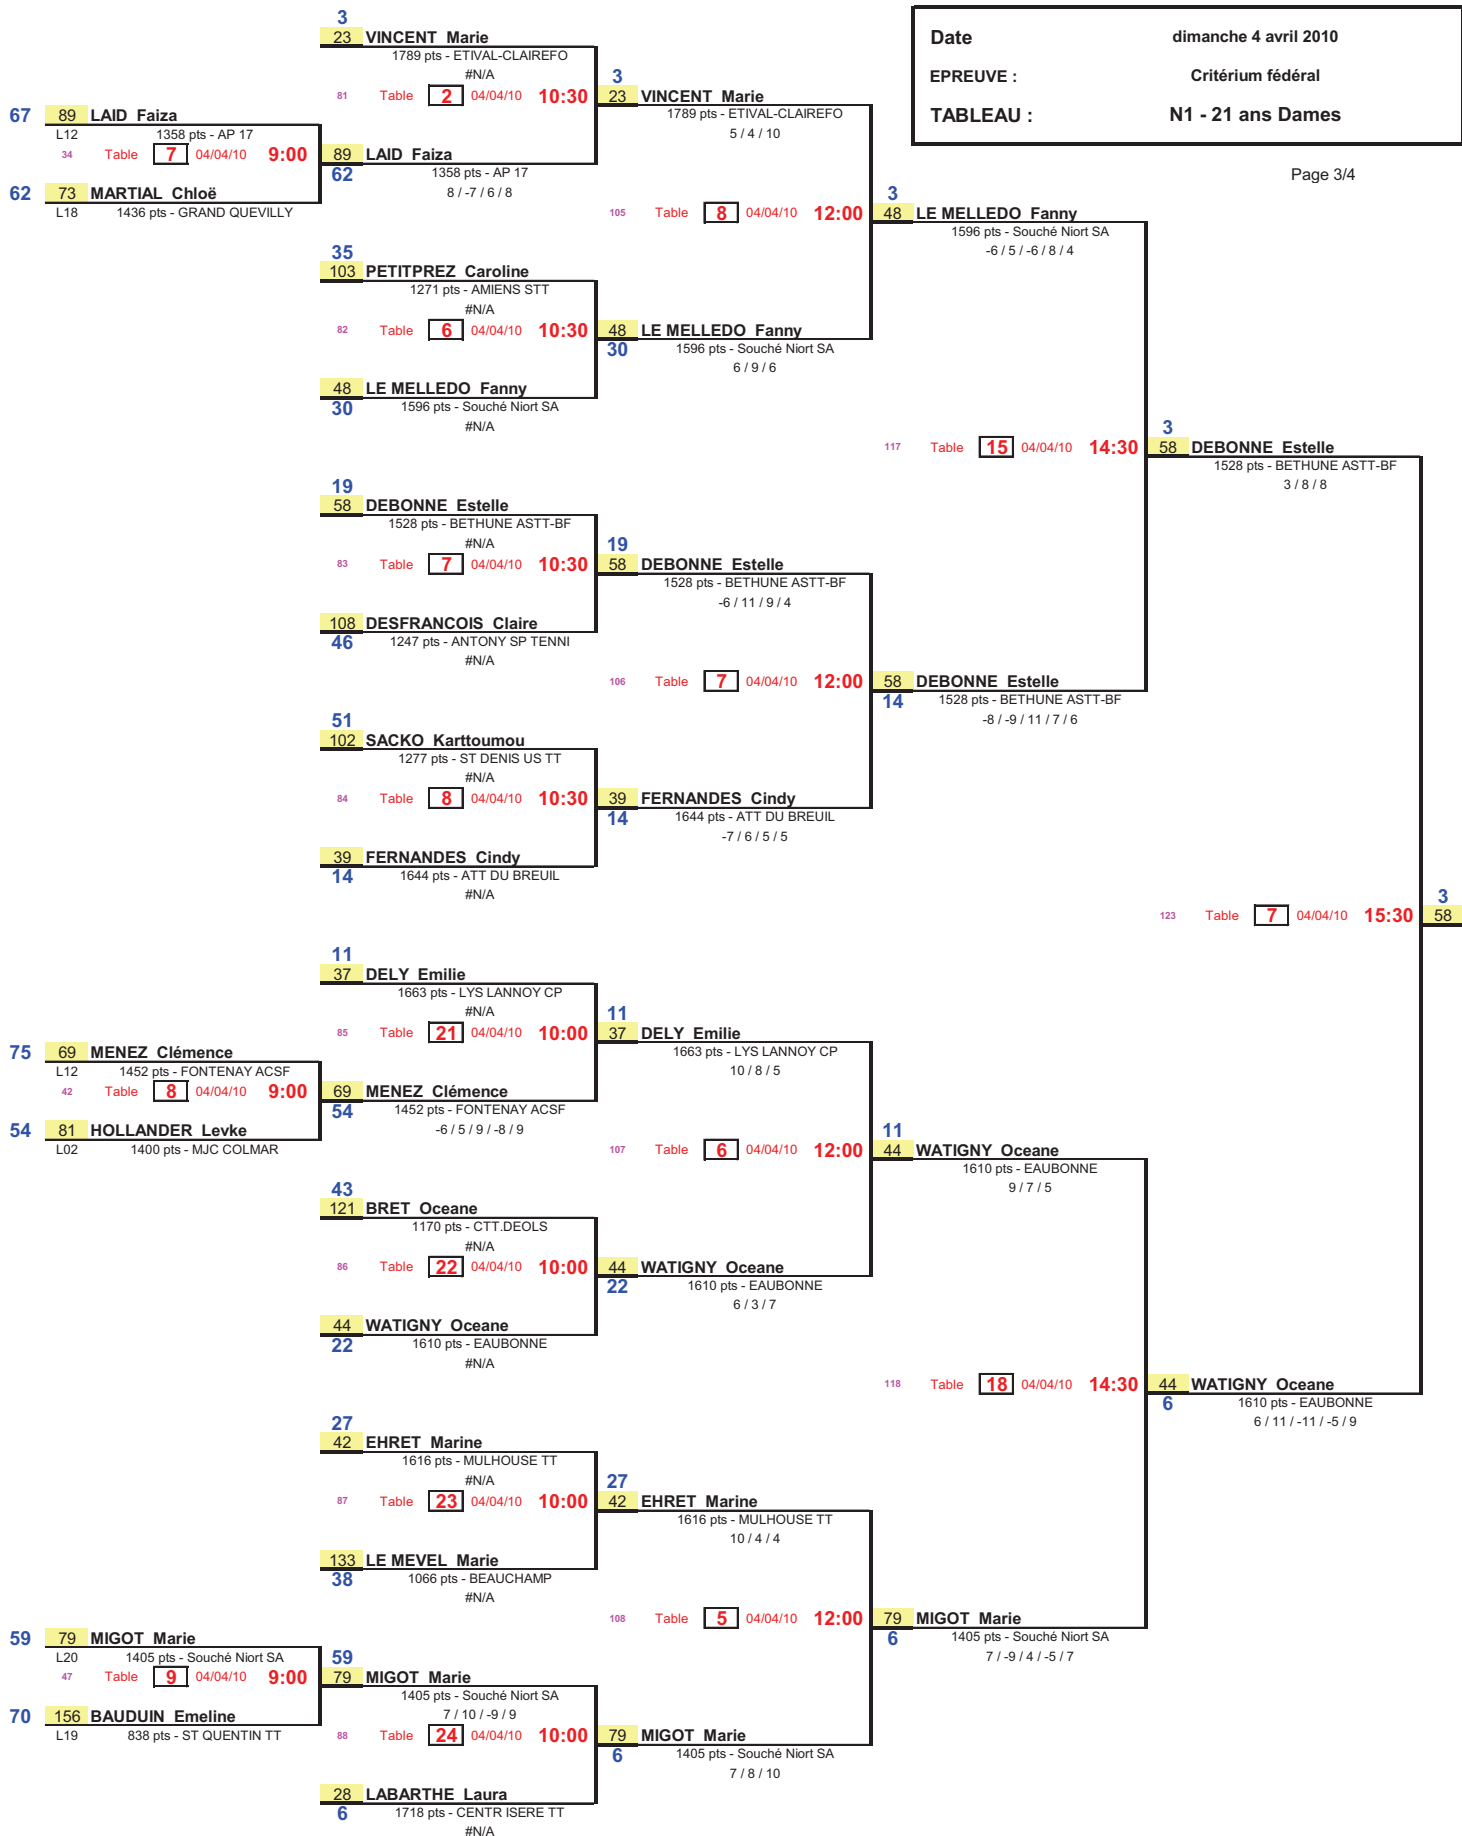 Date dimanche 4 avril 2010
EPREUVE : Critérium fédéral
TABLEAU : N1 - 21 ans Dames
Page 3/4
3
23 VINCENT Marie
1789 pts - ETIVAL-CLAIREFO
#N/A
81 Table 2 04/04/10 10:30
3
23 VINCENT Marie
1789 pts - ETIVAL-CLAIREFO
5 / 4 / 10
67 89 LAID Faiza
L12 1358 pts - AP 17
34 Table 7 04/04/10 9:00
89 LAID Faiza
62 1358 pts - AP 17
8 / -7 / 6 / 8
62 73 MARTIAL Chloë
L18 1436 pts - GRAND QUEVILLY
105 Table 8 04/04/10 12:00
3
48 LE MELLEDO Fanny
1596 pts - Souché Niort SA
-6 / 5 / -6 / 8 / 4
35
103 PETITPREZ Caroline
1271 pts - AMIENS STT
#N/A
82 Table 6 04/04/10 10:30
48 LE MELLEDO Fanny
30 1596 pts - Souché Niort SA
6 / 9 / 6
48 LE MELLEDO Fanny
30 1596 pts - Souché Niort SA
#N/A
117 Table 15 04/04/10 14:30
3
58 DEBONNE Estelle
1528 pts - BETHUNE ASTT-BF
3 / 8 / 8
19
58 DEBONNE Estelle
1528 pts - BETHUNE ASTT-BF
#N/A
83 Table 7 04/04/10 10:30
19
58 DEBONNE Estelle
1528 pts - BETHUNE ASTT-BF
-6 / 11 / 9 / 4
108 DESFRANCOIS Claire
46 1247 pts - ANTONY SP TENNI
#N/A
106 Table 7 04/04/10 12:00
58 DEBONNE Estelle
14 1528 pts - BETHUNE ASTT-BF
-8 / -9 / 11 / 7 / 6
51
102 SACKO Karttoumou
1277 pts - ST DENIS US TT
#N/A
84 Table 8 04/04/10 10:30
39 FERNANDES Cindy
14 1644 pts - ATT DU BREUIL
-7 / 6 / 5 / 5
39 FERNANDES Cindy
14 1644 pts - ATT DU BREUIL
#N/A
123 Table 7 04/04/10 15:30
3
58
11
37 DELY Emilie
1663 pts - LYS LANNOY CP
#N/A
85 Table 21 04/04/10 10:00
11
37 DELY Emilie
1663 pts - LYS LANNOY CP
10 / 8 / 5
75 69 MENEZ Clémence
L12 1452 pts - FONTENAY ACSF
42 Table 8 04/04/10 9:00
69 MENEZ Clémence
54 1452 pts - FONTENAY ACSF
-6 / 5 / 9 / -8 / 9
54 81 HOLLANDER Levke
L02 1400 pts - MJC COLMAR
107 Table 6 04/04/10 12:00
11
44 WATIGNY Oceane
1610 pts - EAUBONNE
9 / 7 / 5
43
121 BRET Oceane
1170 pts - CTT.DEOLS
#N/A
86 Table 22 04/04/10 10:00
44 WATIGNY Oceane
22 1610 pts - EAUBONNE
6 / 3 / 7
44 WATIGNY Oceane
22 1610 pts - EAUBONNE
#N/A
118 Table 18 04/04/10 14:30
44 WATIGNY Oceane
6 1610 pts - EAUBONNE
6 / 11 / -11 / -5 / 9
27
42 EHRET Marine
1616 pts - MULHOUSE TT
#N/A
87 Table 23 04/04/10 10:00
27
42 EHRET Marine
1616 pts - MULHOUSE TT
10 / 4 / 4
133 LE MEVEL Marie
38 1066 pts - BEAUCHAMP
#N/A
108 Table 5 04/04/10 12:00
79 MIGOT Marie
6 1405 pts - Souché Niort SA
7 / -9 / 4 / -5 / 7
59 79 MIGOT Marie
L20 1405 pts - Souché Niort SA
47 Table 9 04/04/10 9:00
59
79 MIGOT Marie
1405 pts - Souché Niort SA
7 / 10 / -9 / 9
70 156 BAUDUIN Emeline
L19 838 pts - ST QUENTIN TT
88 Table 24 04/04/10 10:00
79 MIGOT Marie
6 1405 pts - Souché Niort SA
7 / 8 / 10
28 LABARTHE Laura
6 1718 pts - CENTR ISERE TT
#N/A